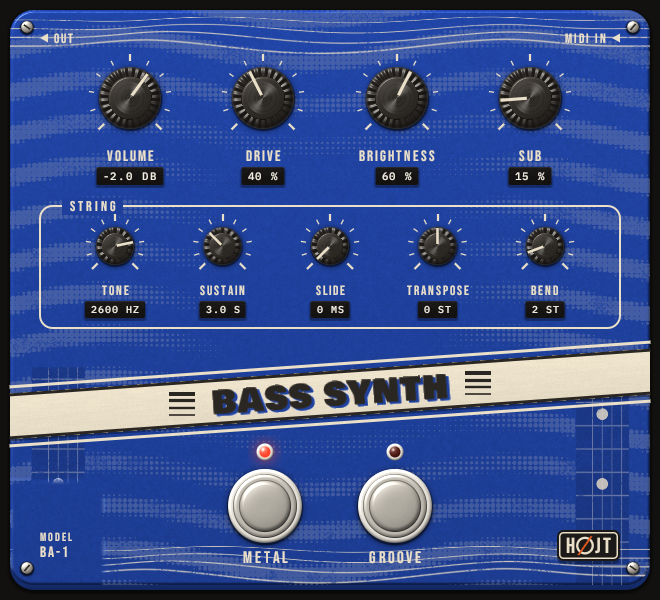 OUT MIDI IN
VOLUME DRIVE BRIGHTNESS SUB
-2.0 DB 40 % 60 % 15 %
STRING
TONE SUSTAIN SLIDE TRANSPOSE BEND
2600 HZ 3.0 S 0 MS 0 ST 2 ST
BASS SYNTH
METAL GROOVE
MODEL
BA-1
HØJT